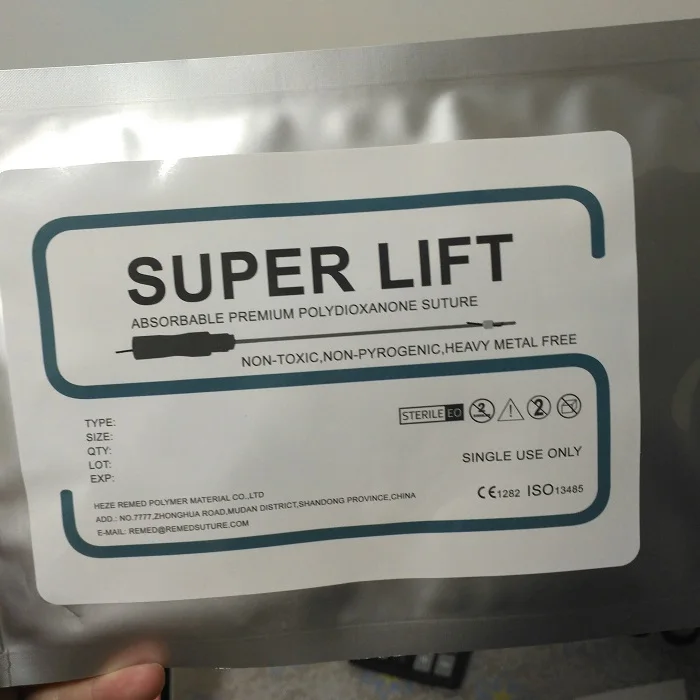 SUPER LIFT
ABSORBABLE PREMIUM POLYDIOXANONE SUTURE
NON-TOXIC,NON-PYROGENIC,HEAVY METAL FREE
TYPE:
SIZE:
QTY:
LOT:
EXP:
STERILE EO 2 2
SINGLE USE ONLY
HEZE REMED POLYMER MATERIAL CO.,LTD
ADD.: NO.7777,ZHONGHUA ROAD,MUDAN DISTRICT,SHANDONG PROVINCE,CHINA
E-MAIL: REMED@REMEDSUTURE.COM
CE1282 ISO13485